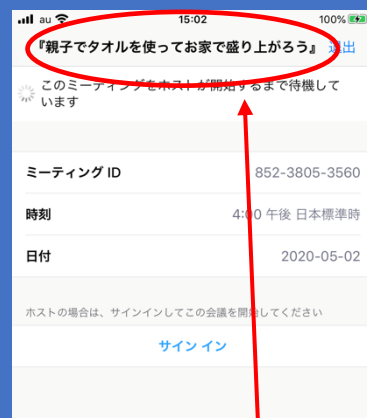 au 15:02 100%
『親子でタオルを使ってお家で盛り上がろう』 退出
このミーティングをホストが開始するまで待機して
います
ミーティング ID 852-3805-3560
時刻 4:00 午後 日本標準時
日付 2020-05-02
ホストの場合は、サインインしてこの会議を開始してください
サイン イン